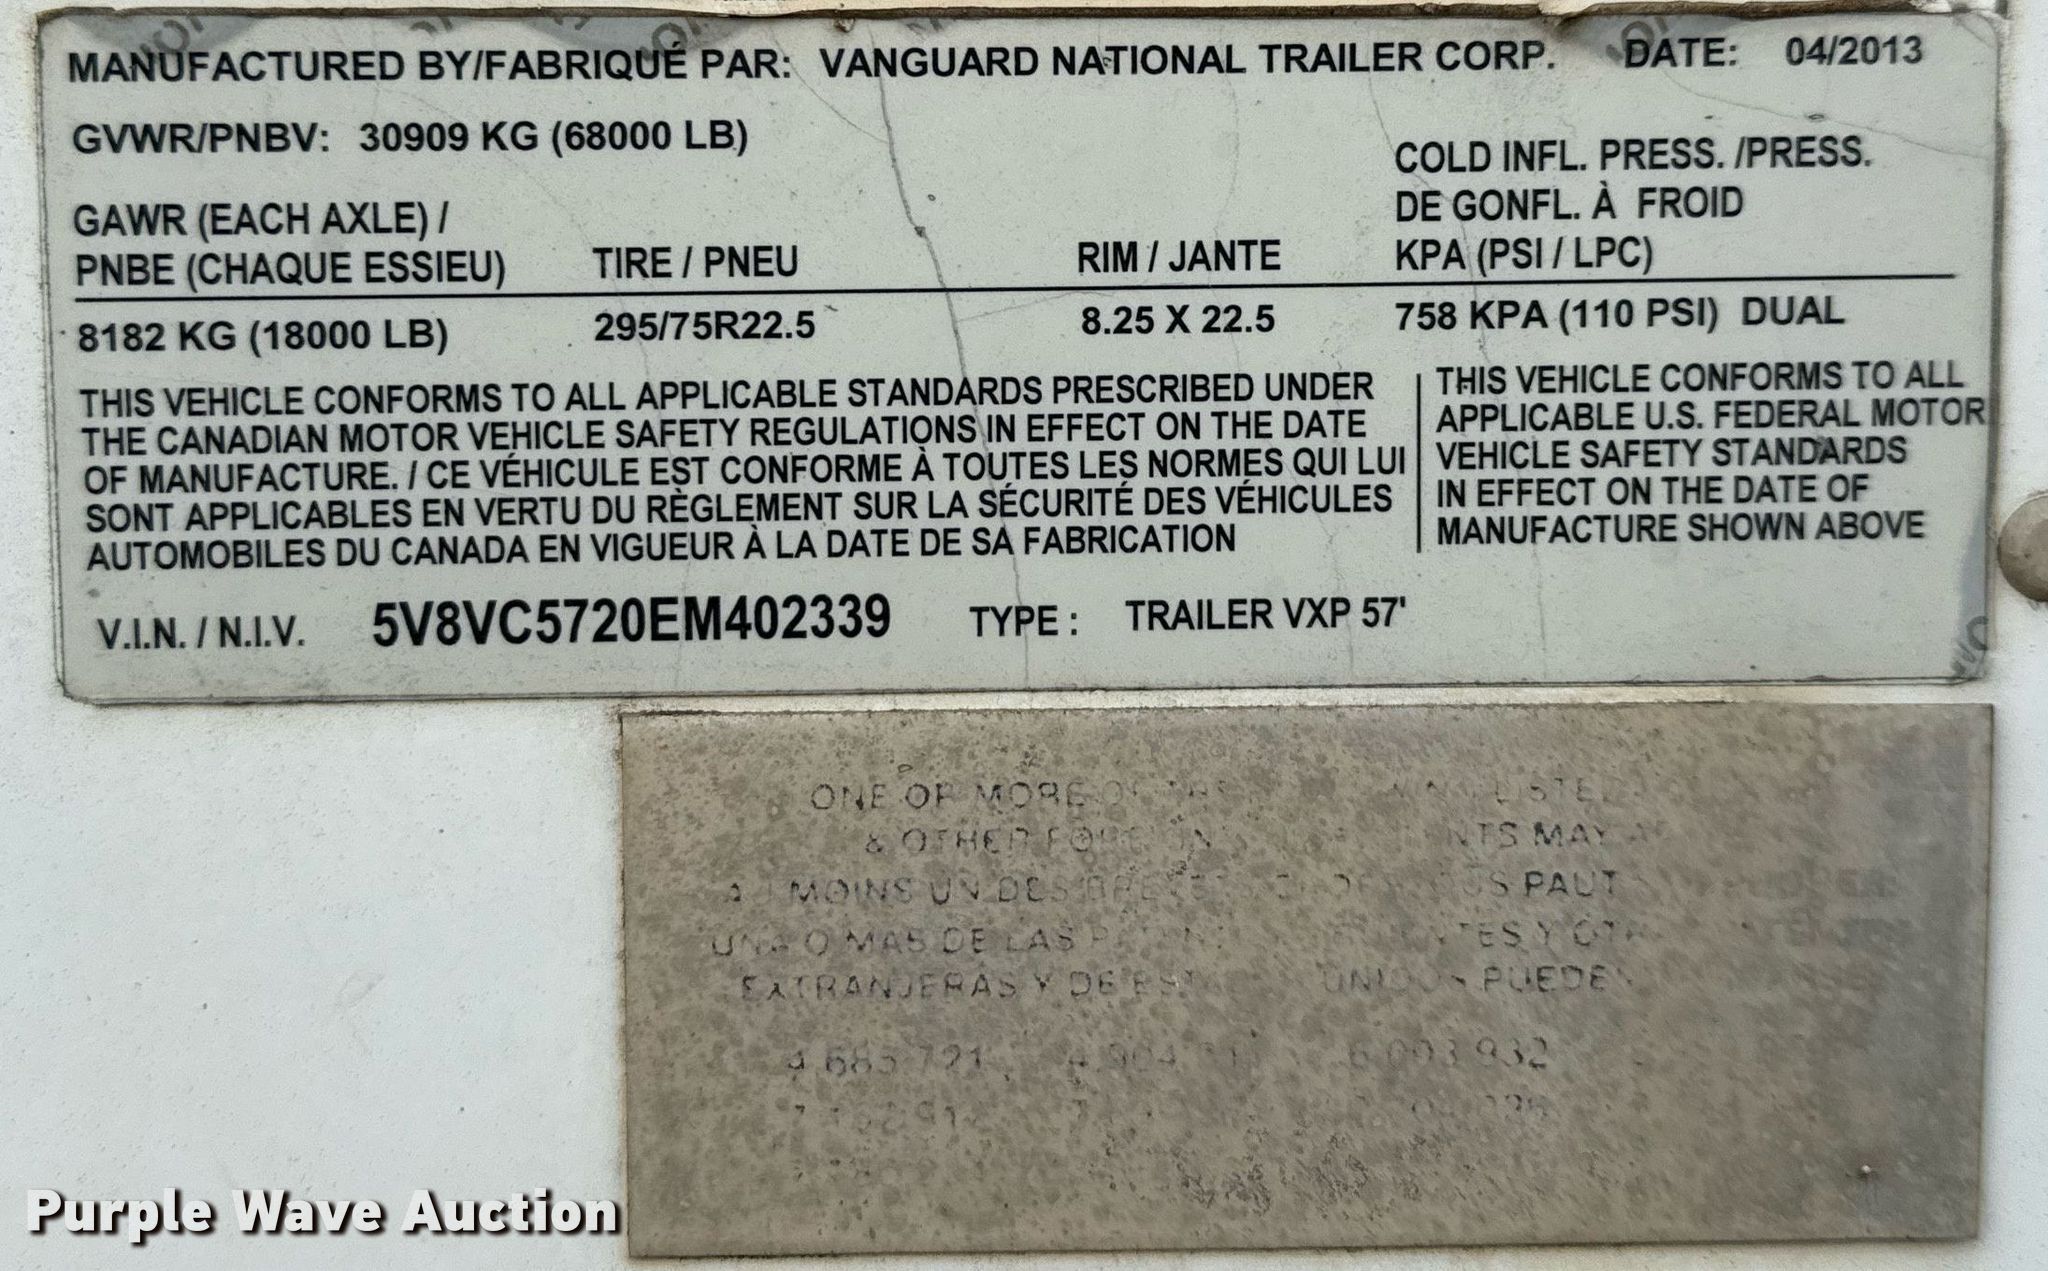 MANUFACTURED BY/FABRIQUÉ PAR: VANGUARD NATIONAL TRAILER CORP. DATE: 04/2013
GVWR/PNBV: 30909 KG (68000 LB)
COLD INFL. PRESS. /PRESS.
DE GONFL. À FROID
KPA (PSI / LPC)
GAWR (EACH AXLE) /
PNBE (CHAQUE ESSIEU) TIRE / PNEU RIM / JANTE
8182 KG (18000 LB) 295/75R22.5 8.25 X 22.5 758 KPA (110 PSI) DUAL
THIS VEHICLE CONFORMS TO ALL APPLICABLE STANDARDS PRESCRIBED UNDER
THE CANADIAN MOTOR VEHICLE SAFETY REGULATIONS IN EFFECT ON THE DATE
OF MANUFACTURE. / CE VÉHICULE EST CONFORME À TOUTES LES NORMES QUI LUI
SONT APPLICABLES EN VERTU DU RÈGLEMENT SUR LA SÉCURITÉ DES VÉHICULES
AUTOMOBILES DU CANADA EN VIGUEUR À LA DATE DE SA FABRICATION
THIS VEHICLE CONFORMS TO ALL
APPLICABLE U.S. FEDERAL MOTOR
VEHICLE SAFETY STANDARDS
IN EFFECT ON THE DATE OF
MANUFACTURE SHOWN ABOVE
V.I.N. / N.I.V. 5V8VC5720EM402339 TYPE : TRAILER VXP 57'
ONE OR MORE
& OTHER MAY
MOINS UN DES
MAS DE LAS Y
EXTRANJERAS Y DE PUEDEN
Purple Wave Auction